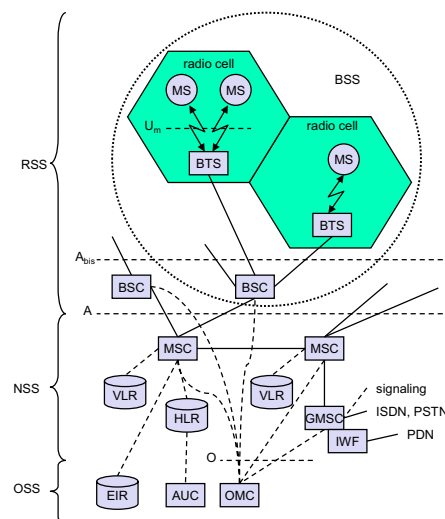 radio cell
BSS
MS
MS
radio cell
Um
BTS
MS
RSS
BTS
Abis
BSC
BSC
A
MSC
MSC
VLR
VLR
signaling
NSS
HLR
GMSC
ISDN, PSTN
IWF
PDN
O
OSS
EIR
AUC
OMC